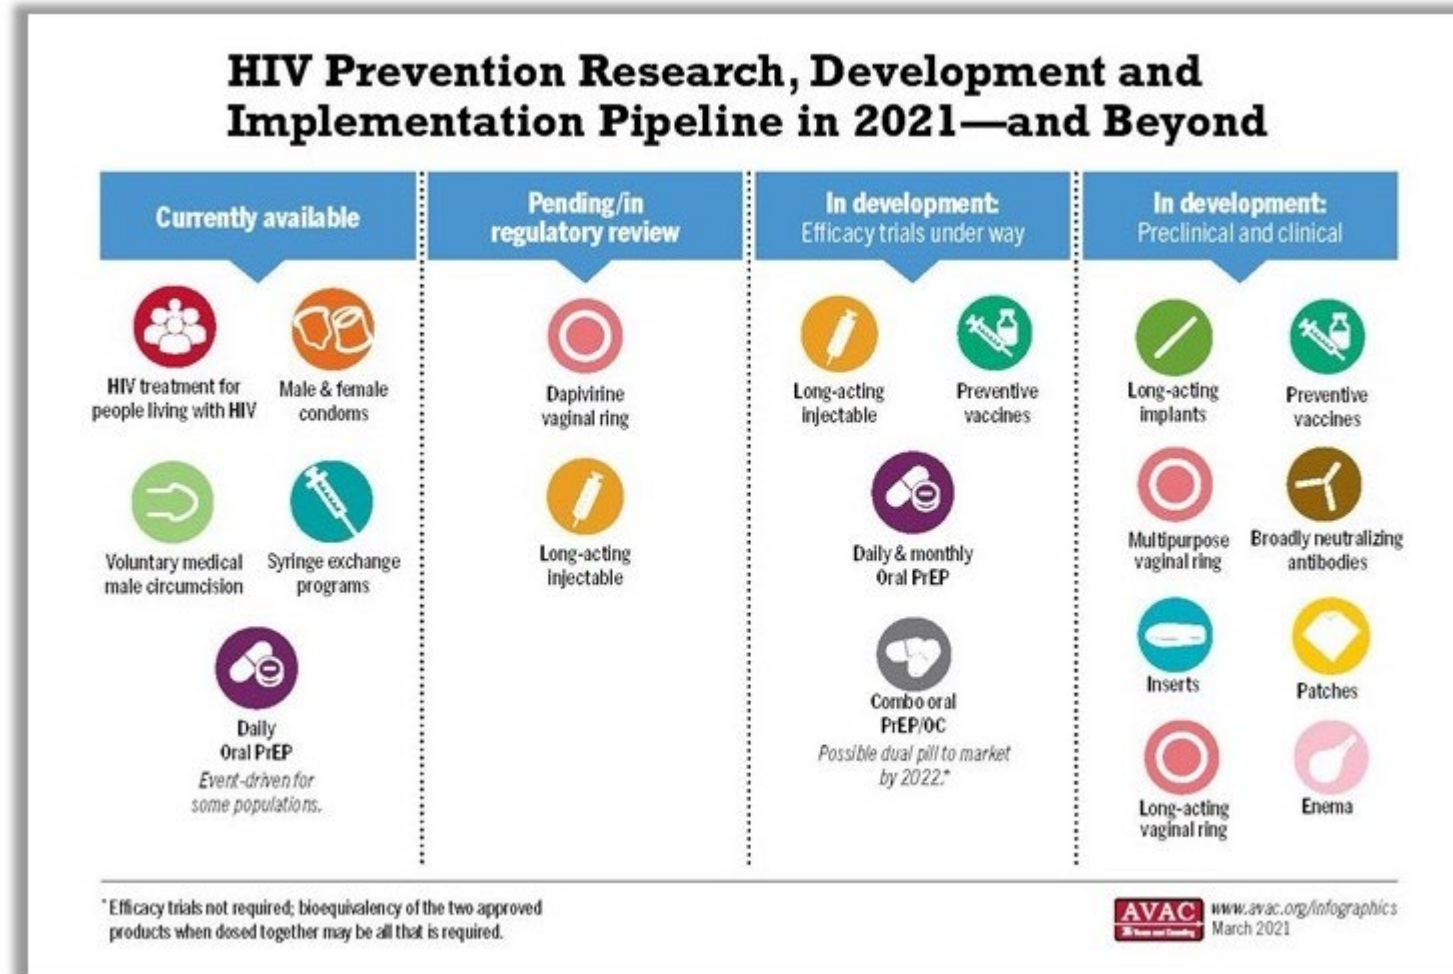 HIV Prevention Research, Development and
Implementation Pipeline in 2021—and Beyond
Currently available
HIV treatment for
people living with HIV
Male & female
condoms
Voluntary medical
male circumcision
Syringe exchange
programs
Daily
Oral PrEP
Event-driven for
some populations.
Pending/in
regulatory review
Dapivirine
vaginal ring
Long-acting
injectable
In development:
Efficacy trials under way
Long-acting
injectable
Preventive
vaccines
Daily & monthly
Oral PrEP
Combo oral
PrEP/OC
Possible dual pill to market
by 2022.*
In development:
Preclinical and clinical
Long-acting
implants
Preventive
vaccines
Multipurpose
vaginal ring
Broadly neutralizing
antibodies
Inserts
Patches
Long-acting
vaginal ring
Enema
* Efficacy trials not required; bioequivalency of the two approved
products when dosed together may be all that is required.
AVAC
Years and Counting
www.avac.org/infographics
March 2021